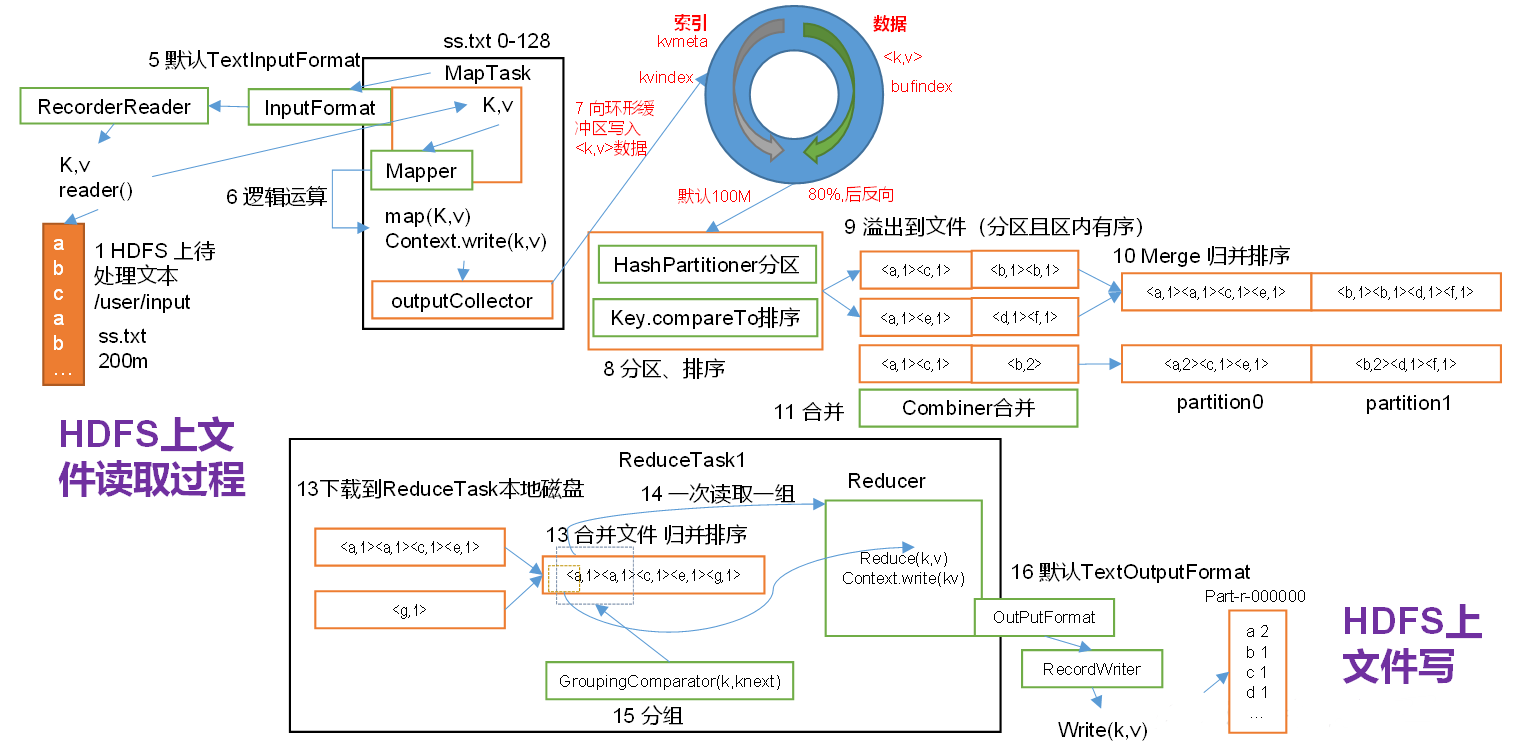 5 默认TextInputFormat
RecorderReader
InputFormat
ss.txt 0-128
MapTask
K,v
Mapper
6 逻辑运算
map(K,v)
Context.write(k,v)
outputCollector
K,v
reader()
a
b
c
a
b
...
1 HDFS 上待
处理文本
/user/input
ss.txt
200m
HDFS上文
件读取过程
索引
kvmeta
kvindex
数据
<k,v>
bufindex
7 向环形缓
冲区写入
<k,v>数据
默认100M
80%,后反向
HashPartitioner分区
Key.compareTo排序
8 分区、排序
9 溢出到文件（分区且区内有序）
<a,1><c,1>
<b,1><b,1>
<a,1><e,1>
<d,1><f,1>
<a,1><c,1>
<b,2>
11 合并
Combiner合并
10 Merge 归并排序
<a,1><a,1><c,1><e,1>
<b,1><b,1><d,1><f,1>
<a,2><c,1><e,1>
<b,2><d,1><f,1>
partition0
partition1
ReduceTask1
13下载到ReduceTask本地磁盘
<a,1><a,1><c,1><e,1>
<g,1>
14 一次读取一组
13 合并文件 归并排序
<a,1><a,1><c,1><e,1><g,1>
GroupingComparator(k,knext)
15 分组
Reducer
Reduce(k,v)
Context.write(kv)
16 默认TextOutputFormat
OutPutFormat
RecordWriter
Write(k,v)
Part-r-000000
a 2
b 1
c 1
d 1
...
HDFS上
文件写